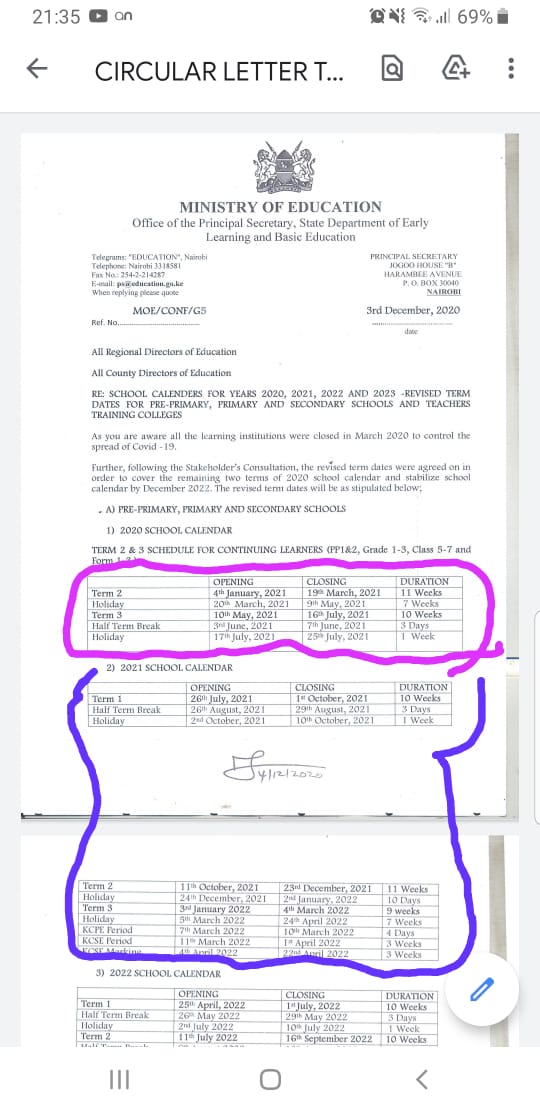 21:35 on 69%
CIRCULAR LETTER T...
MINISTRY OF EDUCATION
Office of the Principal Secretary, State Department of Early
Learning and Basic Education
Telegrams: "EDUCATION", Nairobi
Telephone: Nairobi 3318581
Fax No.: 254-2-214287
E-mail: ps@education.go.ke
When replying please quote
PRINCIPAL SECRETARY
JOGOO HOUSE "B"
HARAMBEE AVENUE
P. O. BOX 30040
NAIROBI
MOE/CONF/G5
3rd December, 2020
Ref. No.
date
All Regional Directors of Education
All County Directors of Education
RE: SCHOOL CALENDERS FOR YEARS 2020, 2021, 2022 AND 2023 -REVISED TERM
DATES FOR PRE-PRIMARY, PRIMARY AND SECONDARY SCHOOLS AND TEACHERS
TRAINING COLLEGES
As you are aware all the learning institutions were closed in March 2020 to control the
spread of Covid -19.
Further, following the Stakeholder's Consultation, the revised term dates were agreed on in
order to cover the remaining two terms of 2020 school calendar and stabilize school
calendar by December 2022. The revised term dates will be as stipulated below;
A) PRE-PRIMARY, PRIMARY AND SECONDARY SCHOOLS
1) 2020 SCHOOL CALENDAR
TERM 2 & 3 SCHEDULE FOR CONTINUING LEARNERS (PP1&2, Grade 1-3, Class 5-7 and
Form 1-3)
OPENING CLOSING DURATION
Term 2 4th January, 2021 19th March, 2021 11 Weeks
Holiday 20th March, 2021 9th May, 2021 7 Weeks
Term 3 10th May, 2021 16th July, 2021 10 Weeks
Half Term Break 3rd June, 2021 7th June, 2021 3 Days
Holiday 17th July, 2021 25th July, 2021 1 Week
2) 2021 SCHOOL CALENDAR
OPENING CLOSING DURATION
Term 1 26th July, 2021 1st October, 2021 10 Weeks
Half Term Break 26th August, 2021 29th August, 2021 3 Days
Holiday 2nd October, 2021 10th October, 2021 1 Week
4/12/2020
Term 2 11th October, 2021 23rd December, 2021 11 Weeks
Holiday 24th December, 2021 2nd January, 2022 10 Days
Term 3 3rd January 2022 4th March 2022 9 weeks
Holiday 5th March 2022 24th April 2022 7 Weeks
KCPE Period 7th March 2022 10th March 2022 4 Days
KCSE Period 11th March 2022 1st April 2022 3 Weeks
KCSE Marking 4th April 2022 22nd April 2022 3 Weeks
3) 2022 SCHOOL CALENDAR
OPENING CLOSING DURATION
Term 1 25th April, 2022 1st July, 2022 10 Weeks
Half Term Break 26th May 2022 29th May 2022 3 Days
Holiday 2nd July 2022 10th July 2022 1 Week
Term 2 11th July 2022 16th September 2022 10 Weeks